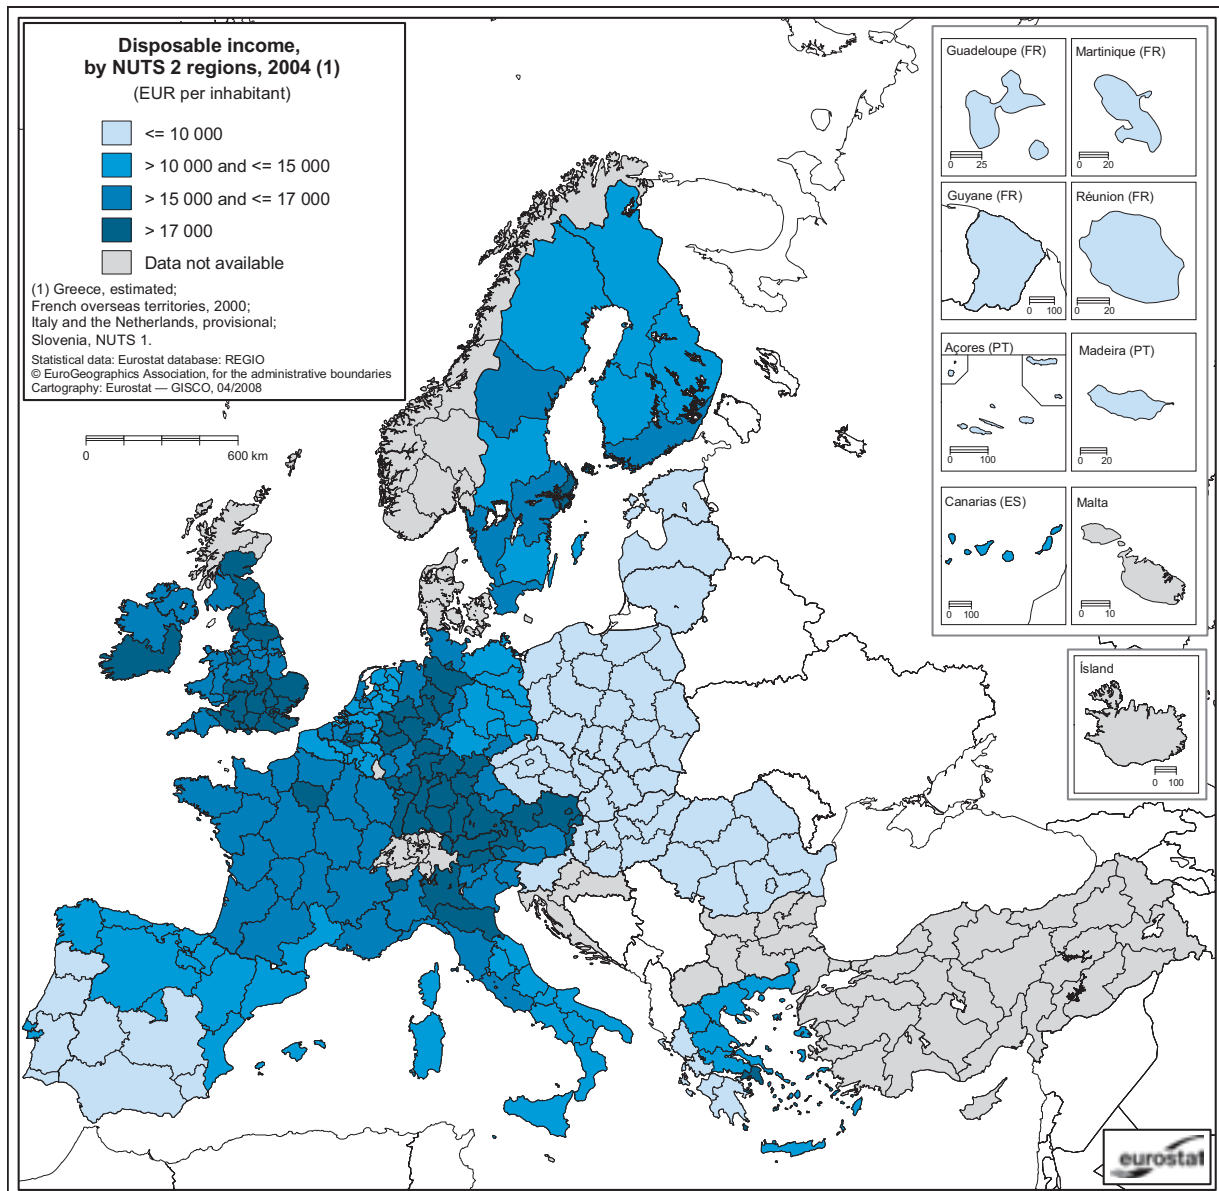 Disposable income,
by NUTS 2 regions, 2004 (1)
(EUR per inhabitant)
<= 10 000
> 10 000 and <= 15 000
> 15 000 and <= 17 000
> 17 000
Data not available
(1) Greece, estimated;
French overseas territories, 2000;
Italy and the Netherlands, provisional;
Slovenia, NUTS 1.
Statistical data: Eurostat database: REGIO
© EuroGeographics Association, for the administrative boundaries
Cartography: Eurostat — GISCO, 04/2008
0 600 km
Guadeloupe (FR)
0 25
Martinique (FR)
0 20
Guyane (FR)
0 100
Réunion (FR)
0 20
Açores (PT)
0 100
Madeira (PT)
0 20
Canarias (ES)
0 100
Malta
0 10
Ísland
0 100
eurostat